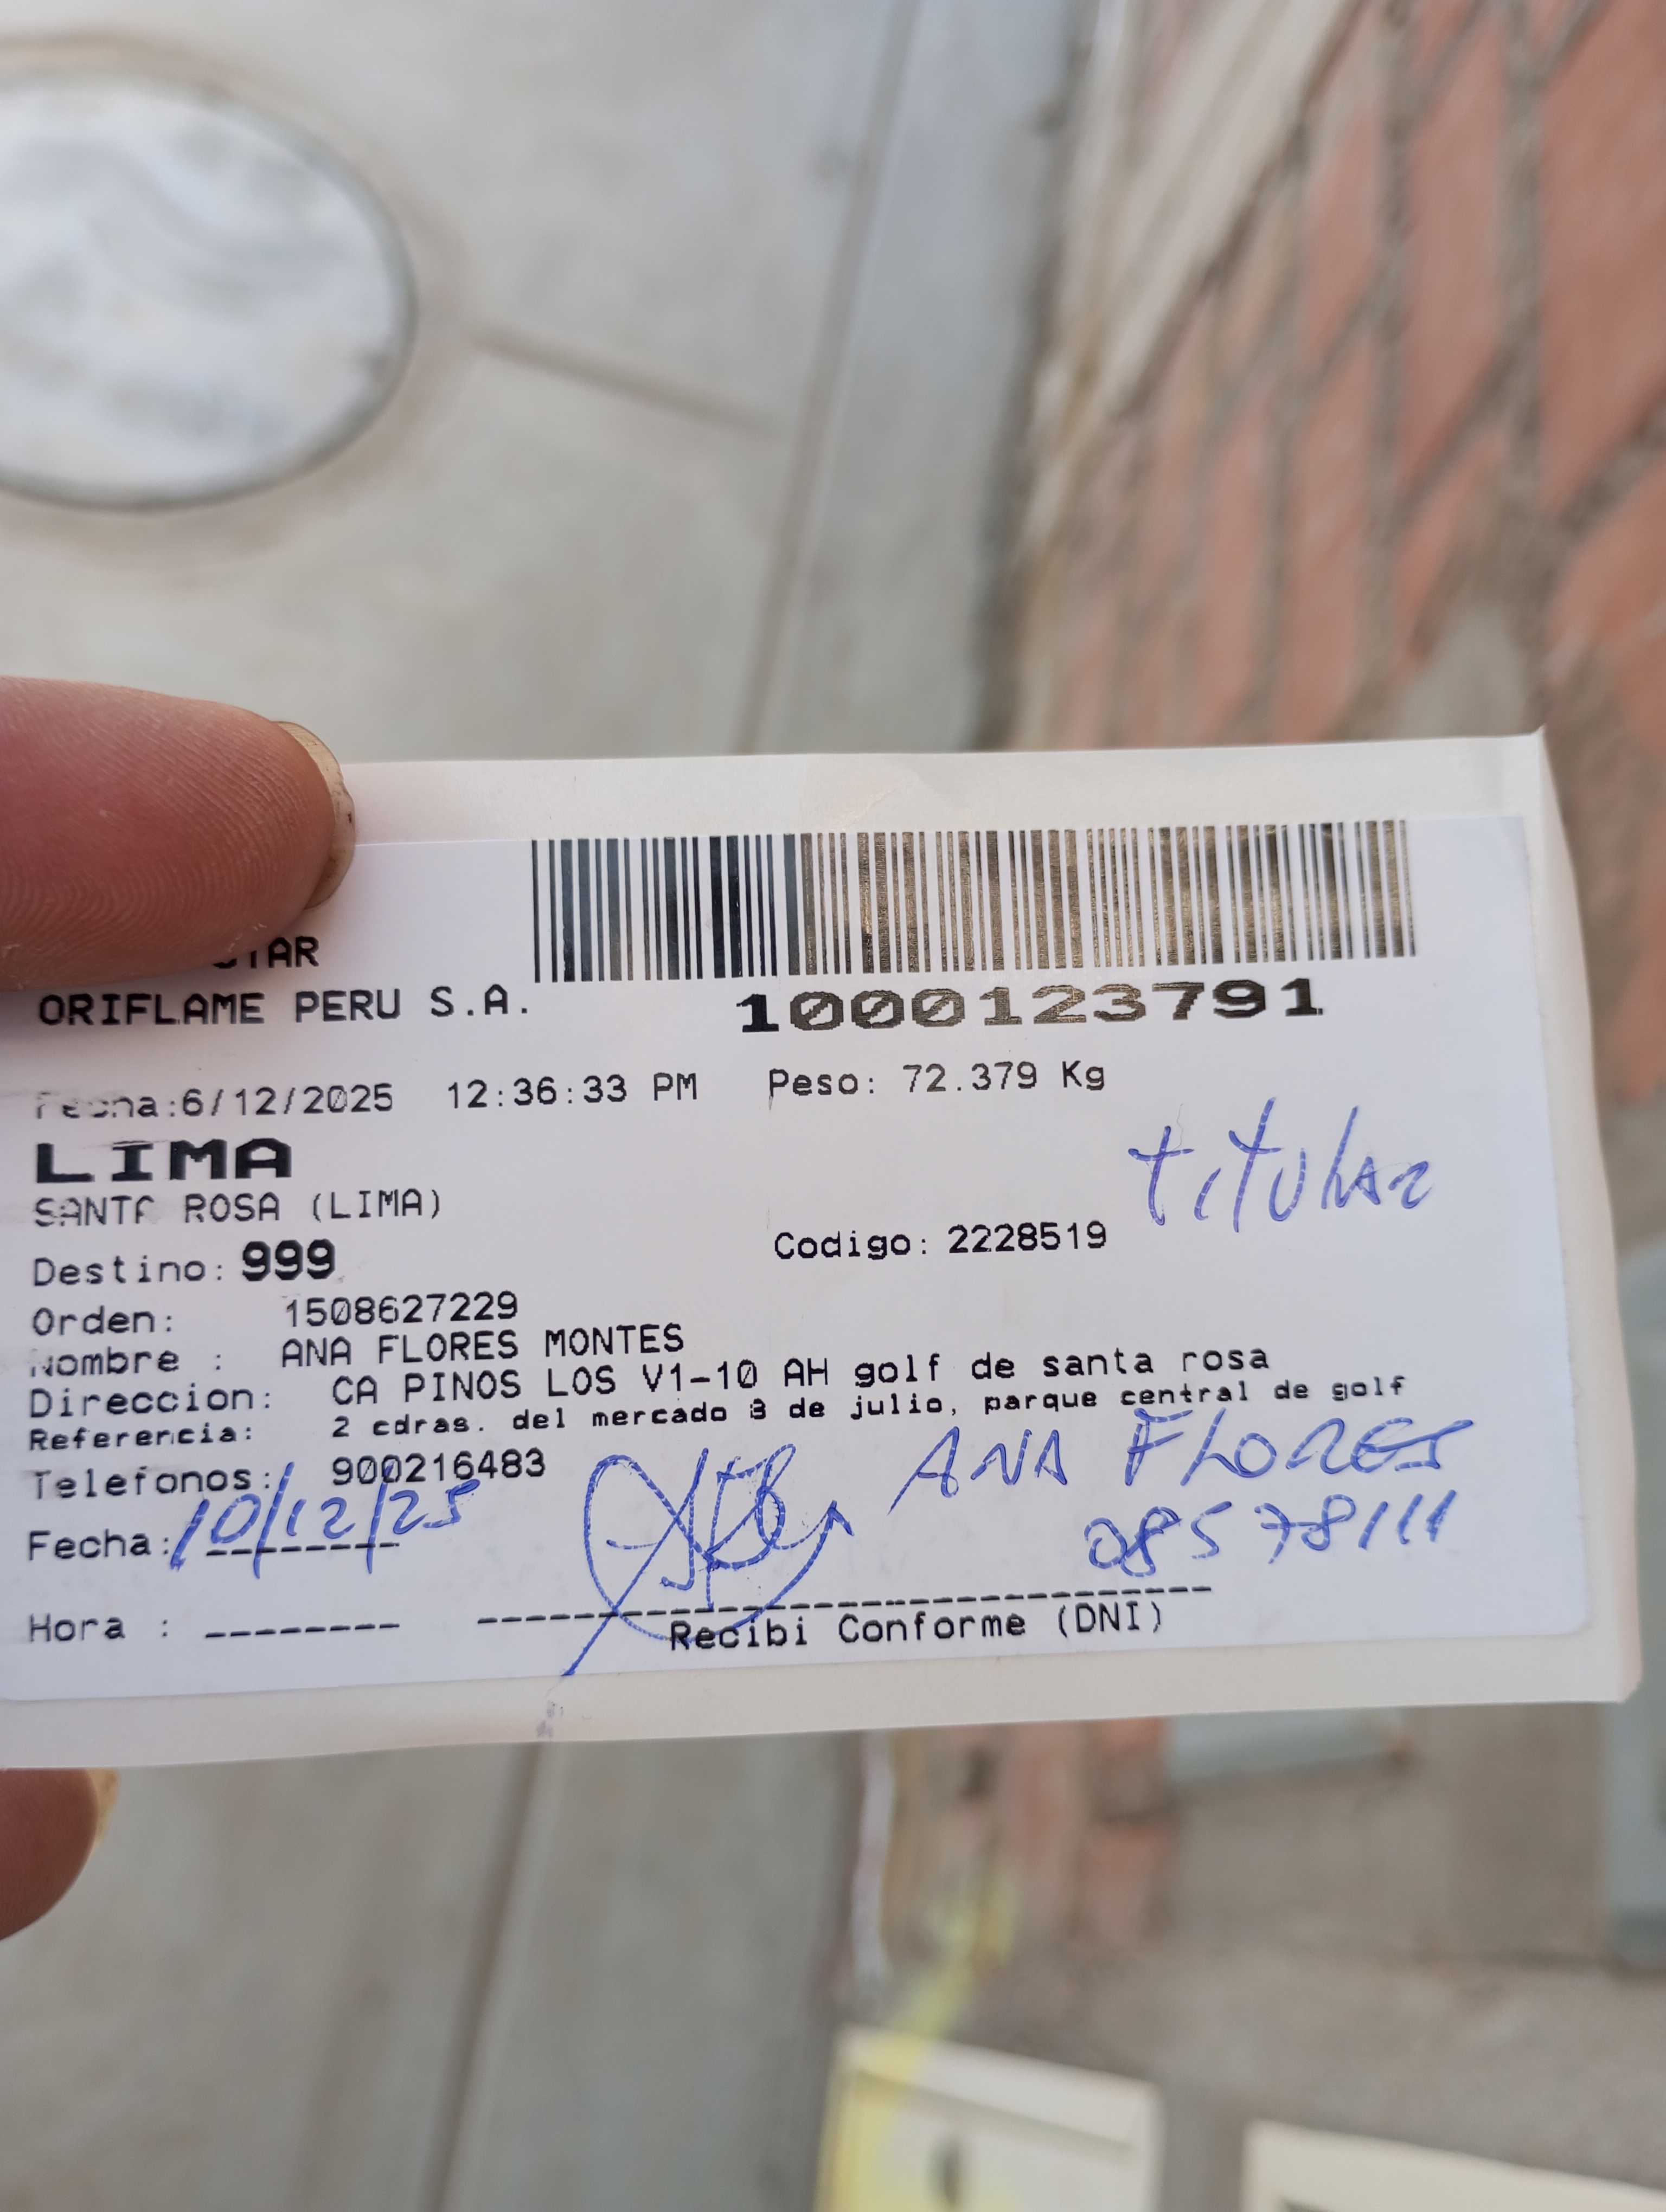 ORIFLAME PERU S.A.
1000123791
Fecha:6/12/2025 12:36:33 PM Peso: 72.379 Kg
LIMA
SANTA ROSA (LIMA)
titular
Destino: 999 Codigo: 2228519
Orden: 1508627229
Nombre : ANA FLORES MONTES
Direccion: CA PINOS LOS V1-10 AH golf de santa rosa
Referencia: 2 cdras. del mercado 3 de julio, parque central de golf
Telefonos: 900216483
ANA FLORES
Fecha: 10/12/25 08578111
Hora : --------
Recibi Conforme (DNI)